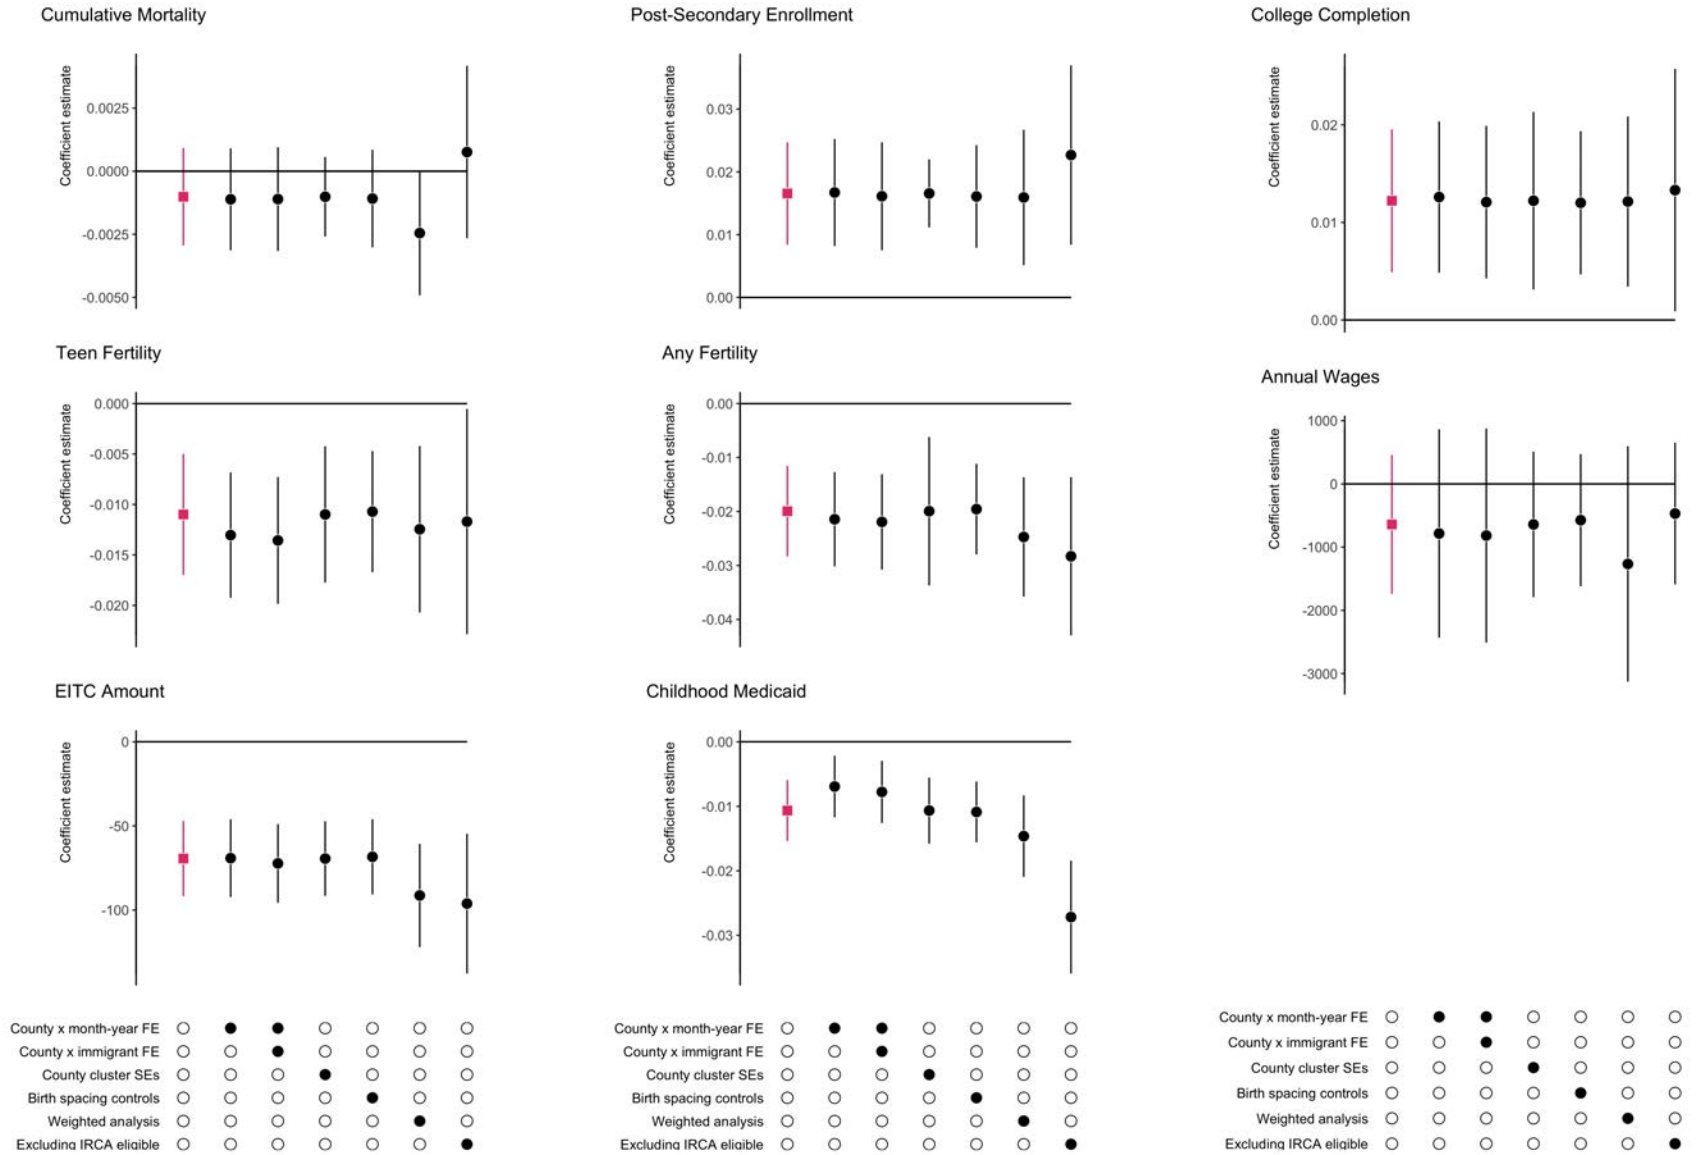 Cumulative Mortality
Post-Secondary Enrollment
College Completion
Coefficient estimate
0.0025
0.0000
-0.0025
-0.0050
Coefficient estimate
0.03
0.02
0.01
0.00
Coefficient estimate
0.02
0.01
0.00
Teen Fertility
Any Fertility
Annual Wages
Coefficient estimate
0.000
-0.005
-0.010
-0.015
-0.020
Coefficient estimate
0.00
-0.01
-0.02
-0.03
-0.04
Coefficient estimate
1000
0
-1000
-2000
-3000
EITC Amount
Childhood Medicaid
Coefficient estimate
0
-50
-100
Coefficient estimate
0.00
-0.01
-0.02
-0.03
County x month-year FE
County x immigrant FE
County cluster SEs
Birth spacing controls
Weighted analysis
Excluding IRCA eligible
County x month-year FE
County x immigrant FE
County cluster SEs
Birth spacing controls
Weighted analysis
Excluding IRCA eligible
County x month-year FE
County x immigrant FE
County cluster SEs
Birth spacing controls
Weighted analysis
Excluding IRCA eligible